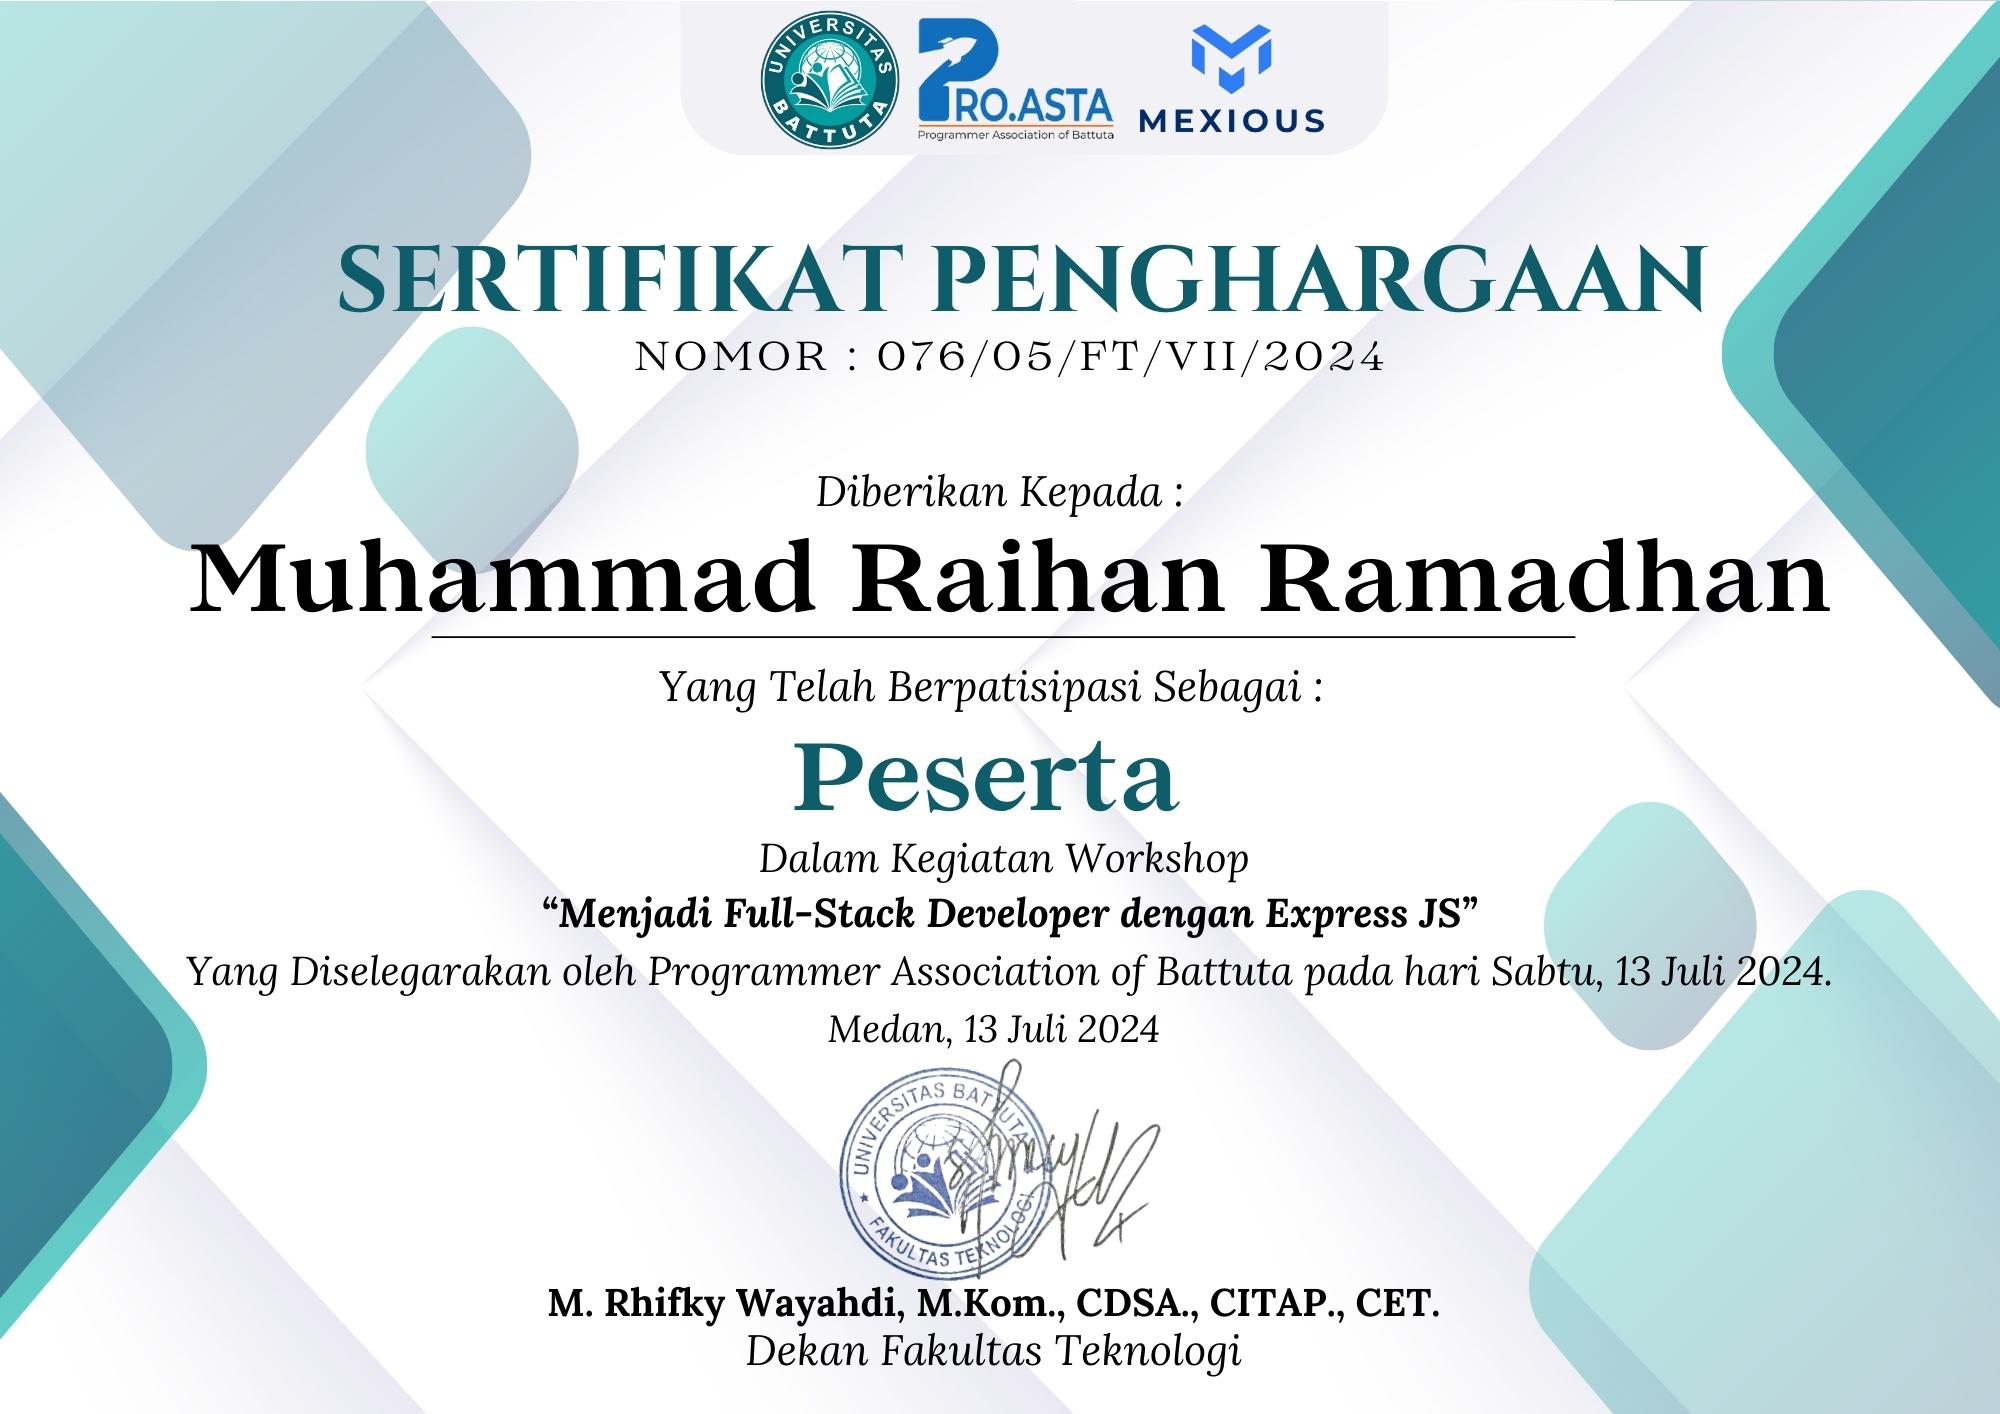 UNIVERSITAS BATTUTA
PRO.ASTA
Programmer Association of Battuta
MEXIOUS
SERTIFIKAT PENGHARGAAN
NOMOR : 076/05/FT/VII/2024
Diberikan Kepada :
Muhammad Raihan Ramadhan
Yang Telah Berpatisipasi Sebagai :
Peserta
Dalam Kegiatan Workshop
“Menjadi Full-Stack Developer dengan Express JS”
Yang Diselegarakan oleh Programmer Association of Battuta pada hari Sabtu, 13 Juli 2024.
Medan, 13 Juli 2024
UNIVERSITAS BATTUTA
FAKULTAS TEKNOLOGI
M. Rhifky Wayahdi, M.Kom., CDSA., CITAP., CET.
Dekan Fakultas Teknologi